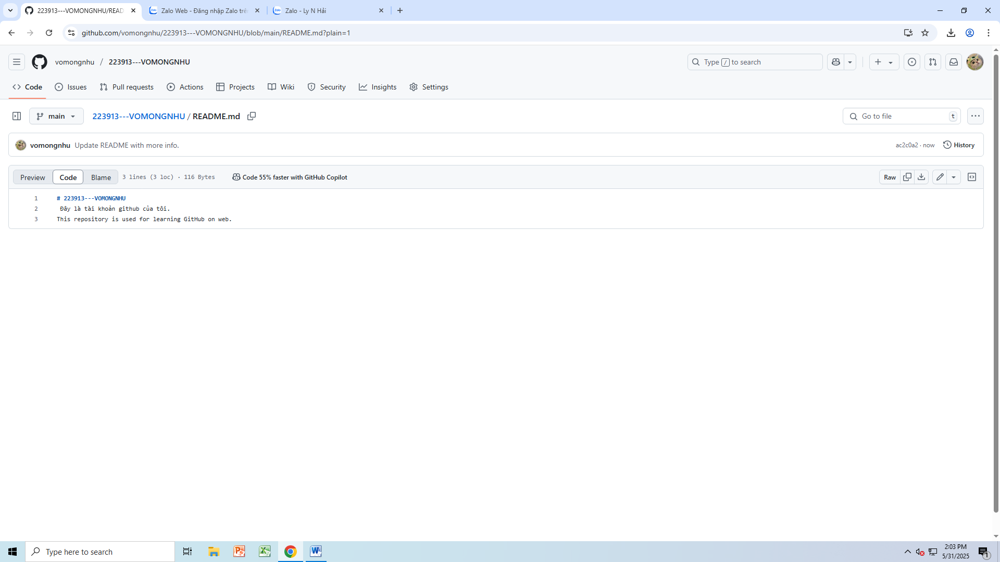 223913---VOMONGNHU/READ
Zalo Web - Đăng nhập Zalo trê
Zalo - Ly N Hải
github.com/vomongnhu/223913---VOMONGNHU/blob/main/README.md?plain=1
vomongnhu / 223913---VOMONGNHU
Type / to search
Code
Issues
Pull requests
Actions
Projects
Wiki
Security
Insights
Settings
main
223913---VOMONGNHU / README.md
Go to file
t
vomongnhu Update README with more info.
ac2c0a2 · now
History
Preview
Code
Blame
3 lines (3 loc) · 116 Bytes
Code 55% faster with GitHub Copilot
Raw
1 # 223913---VOMONGNHU
2 Đây là tài khoản github của tôi.
3 This repository is used for learning GitHub on web.
Type here to search
2:03 PM
5/31/2025
1